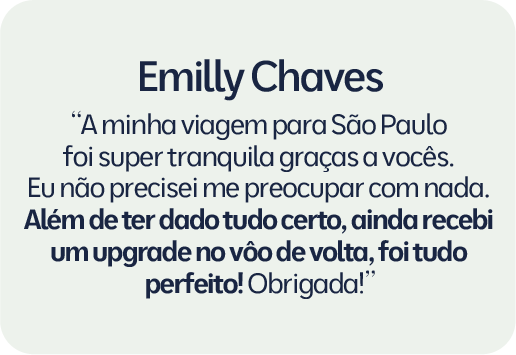 Emilly Chaves
“A minha viagem para São Paulo
foi super tranquila graças a vocês.
Eu não precisei me preocupar com nada.
Além de ter dado tudo certo, ainda recebi
um upgrade no vôo de volta, foi tudo
perfeito! Obrigada!”